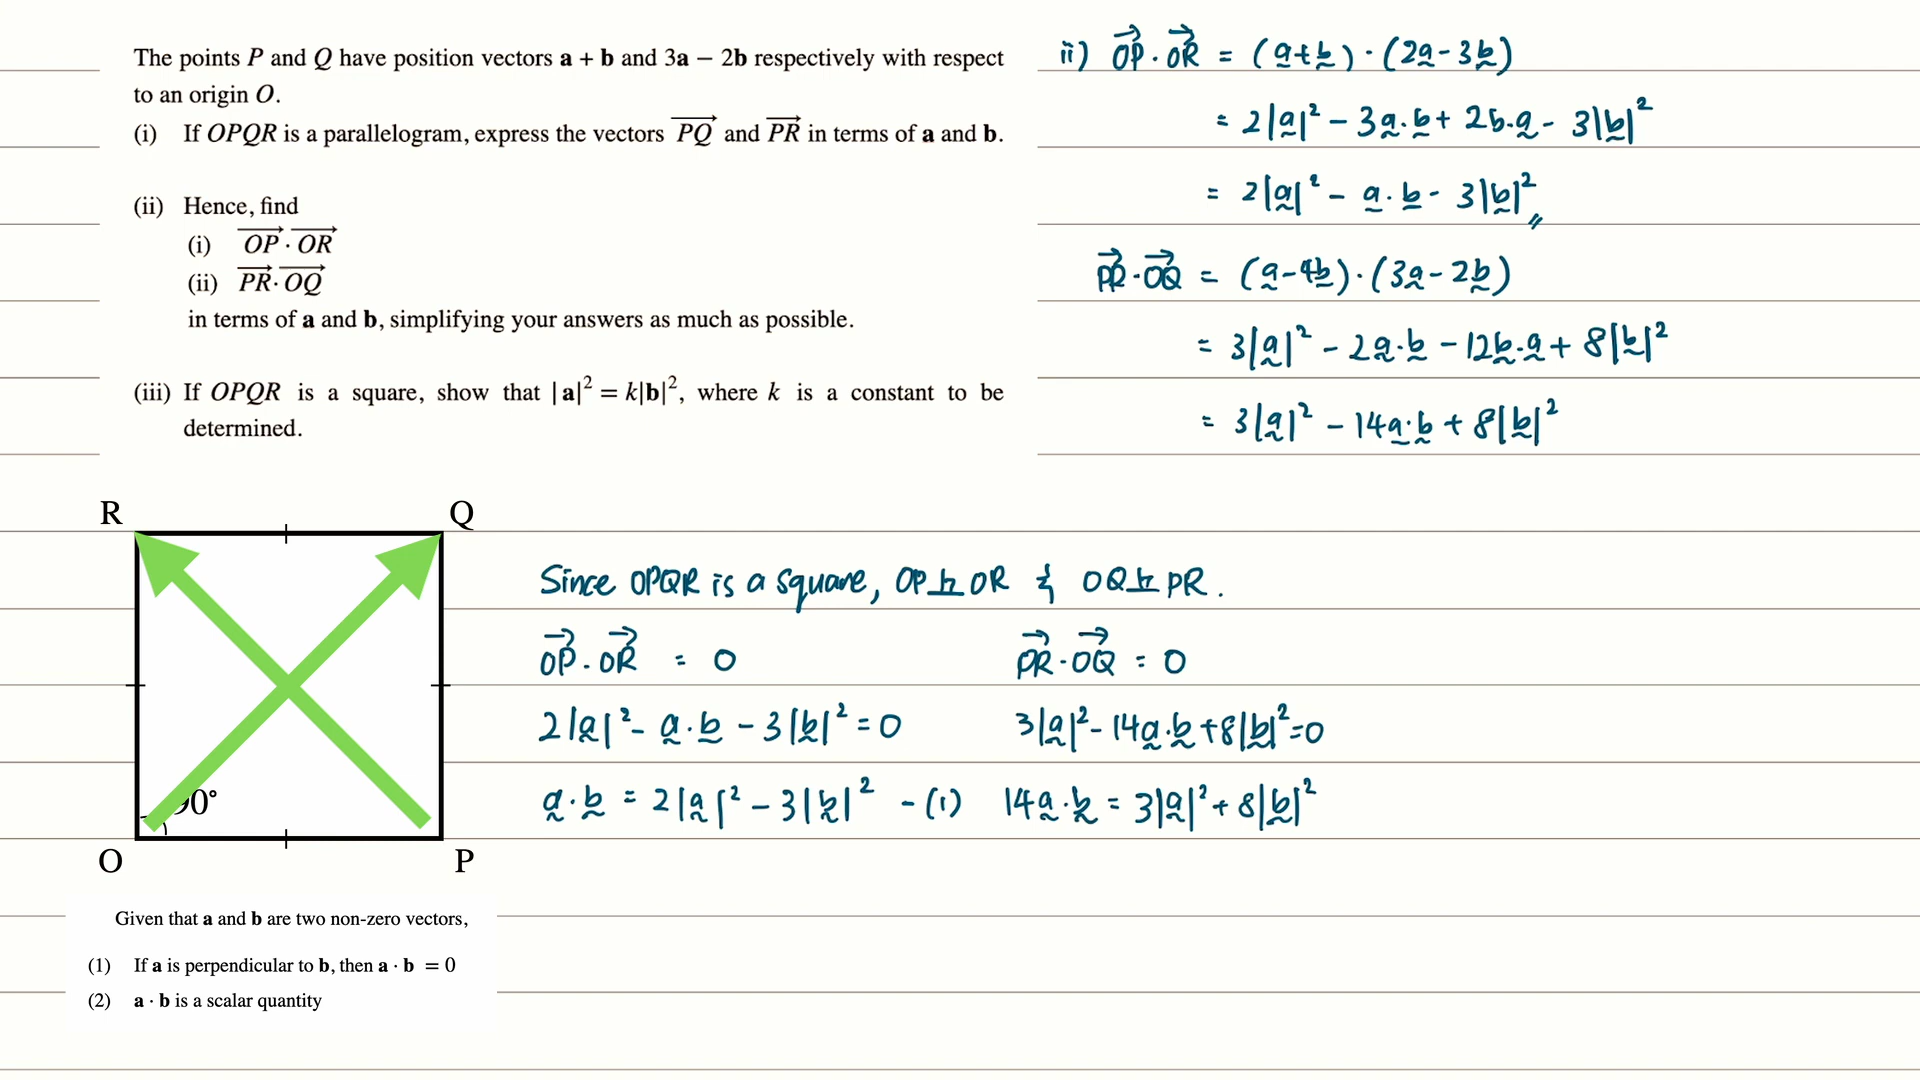 The points P and Q have position vectors a + b and 3a − 2b respectively with respect
to an origin O.
(i) If OPQR is a parallelogram, express the vectors PQ⃗ and PR⃗ in terms of a and b.
(ii) Hence, find
(i) OP⃗ · OR⃗
(ii) PR⃗ · OQ⃗
in terms of a and b, simplifying your answers as much as possible.
(iii) If OPQR is a square, show that |a|² = k|b|², where k is a constant to be
determined.
ii) OP⃗ · OR⃗ = (a+b) · (2a-3b)
= 2|a|² - 3a·b + 2b·a - 3|b|²
= 2|a|² - a·b - 3|b|²
PR⃗ · OQ⃗ = (a-4b)·(3a-2b)
= 3|a|² - 2a·b - 12b·a + 8|b|²
= 3|a|² - 14a·b + 8|b|²
R Q
90°
O P
Since OPQR is a square, OP ⊥ OR & OQ ⊥ PR.
OP⃗ · OR⃗ = 0
2|a|² - a·b - 3|b|² = 0
a·b = 2|a|² - 3|b|² - (1)
PR⃗ · OQ⃗ = 0
3|a|² - 14a·b + 8|b|² = 0
14a·b = 3|a|² + 8|b|²
Given that a and b are two non-zero vectors,
(1) If a is perpendicular to b, then a · b = 0
(2) a · b is a scalar quantity